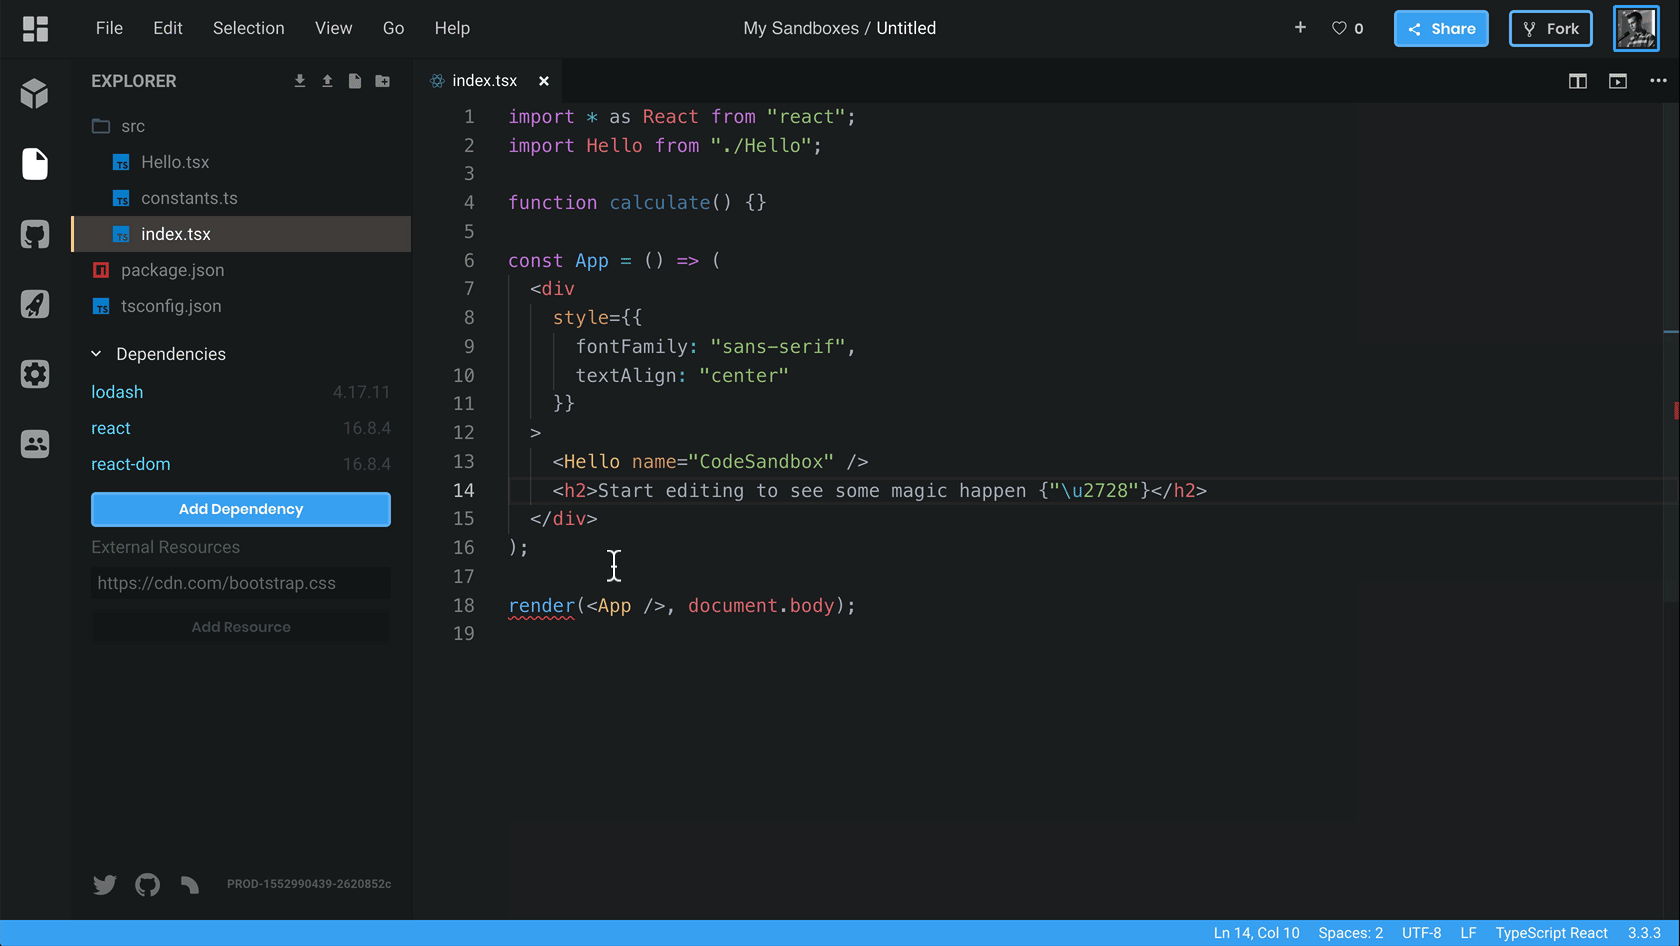 File Edit Selection View Go Help
My Sandboxes / Untitled
+ 0 Share Fork
EXPLORER
src
TS Hello.tsx
TS constants.ts
TS index.tsx
package.json
TS tsconfig.json
Dependencies
lodash 4.17.11
react 16.8.4
react-dom 16.8.4
Add Dependency
External Resources
https://cdn.com/bootstrap.css
Add Resource
PROD-1552990439-2620852c
index.tsx ×
1 import * as React from "react";
2 import Hello from "./Hello";
3
4 function calculate() {}
5
6 const App = () => (
7 <div
8 style={{
9 fontFamily: "sans-serif",
10 textAlign: "center"
11 }}
12 >
13 <Hello name="CodeSandbox" />
14 <h2>Start editing to see some magic happen {"\u2728"}</h2>
15 </div>
16 );
17
18 render(<App />, document.body);
19
Ln 14, Col 10 Spaces: 2 UTF-8 LF TypeScript React 3.3.3